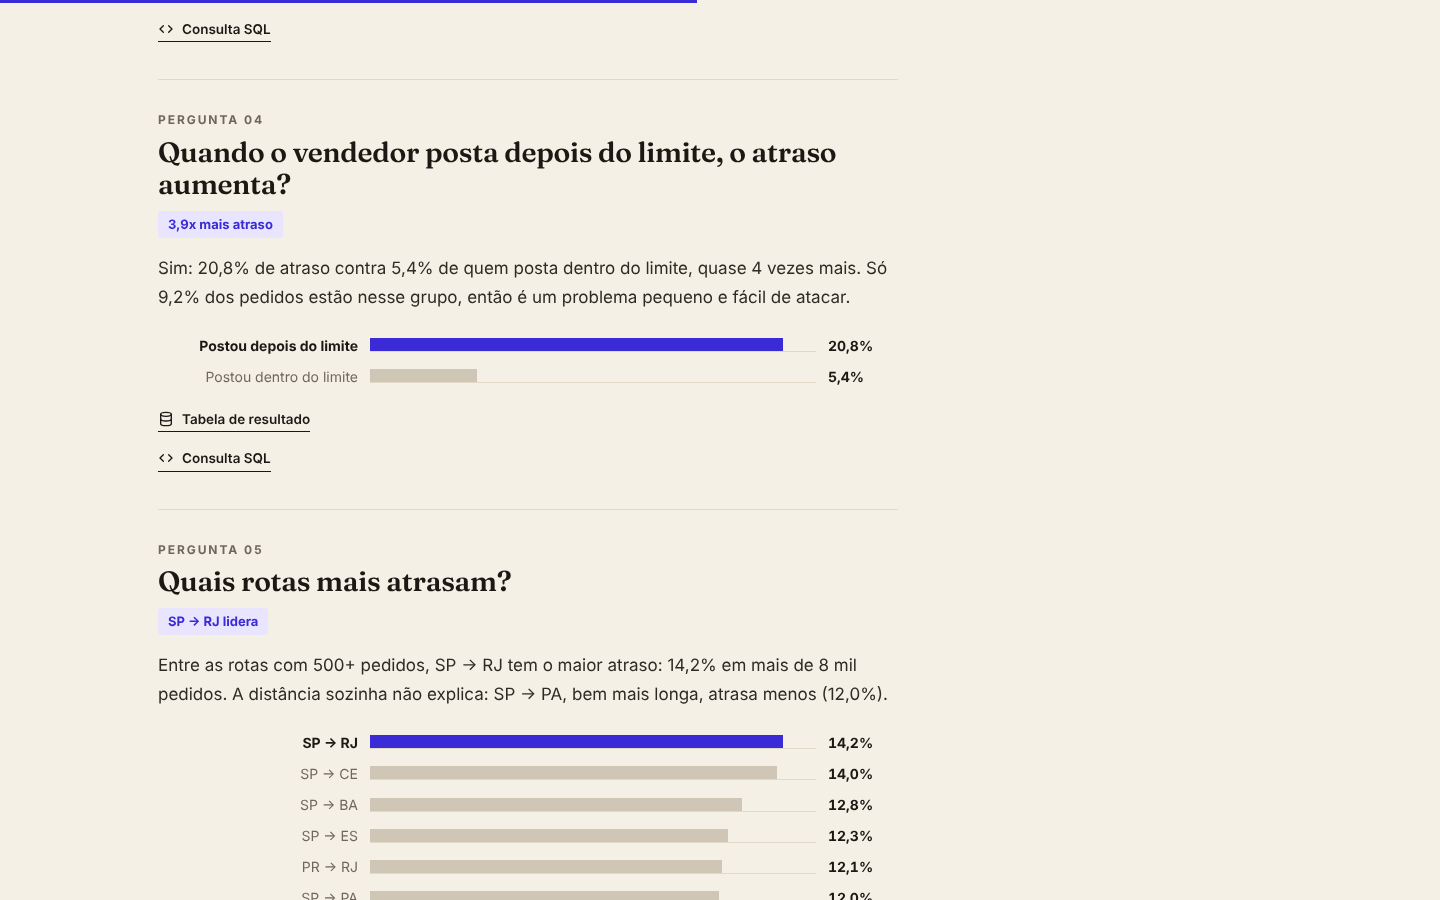 Consulta SQL
PERGUNTA 04
Quando o vendedor posta depois do limite, o atraso
aumenta?
3,9x mais atraso
Sim: 20,8% de atraso contra 5,4% de quem posta dentro do limite, quase 4 vezes mais. Só
9,2% dos pedidos estão nesse grupo, então é um problema pequeno e fácil de atacar.
Postou depois do limite 20,8%
Postou dentro do limite 5,4%
Tabela de resultado
Consulta SQL
PERGUNTA 05
Quais rotas mais atrasam?
SP → RJ lidera
Entre as rotas com 500+ pedidos, SP → RJ tem o maior atraso: 14,2% em mais de 8 mil
pedidos. A distância sozinha não explica: SP → PA, bem mais longa, atrasa menos (12,0%).
SP → RJ 14,2%
SP → CE 14,0%
SP → BA 12,8%
SP → ES 12,3%
PR → RJ 12,1%
SP → PA 12,0%